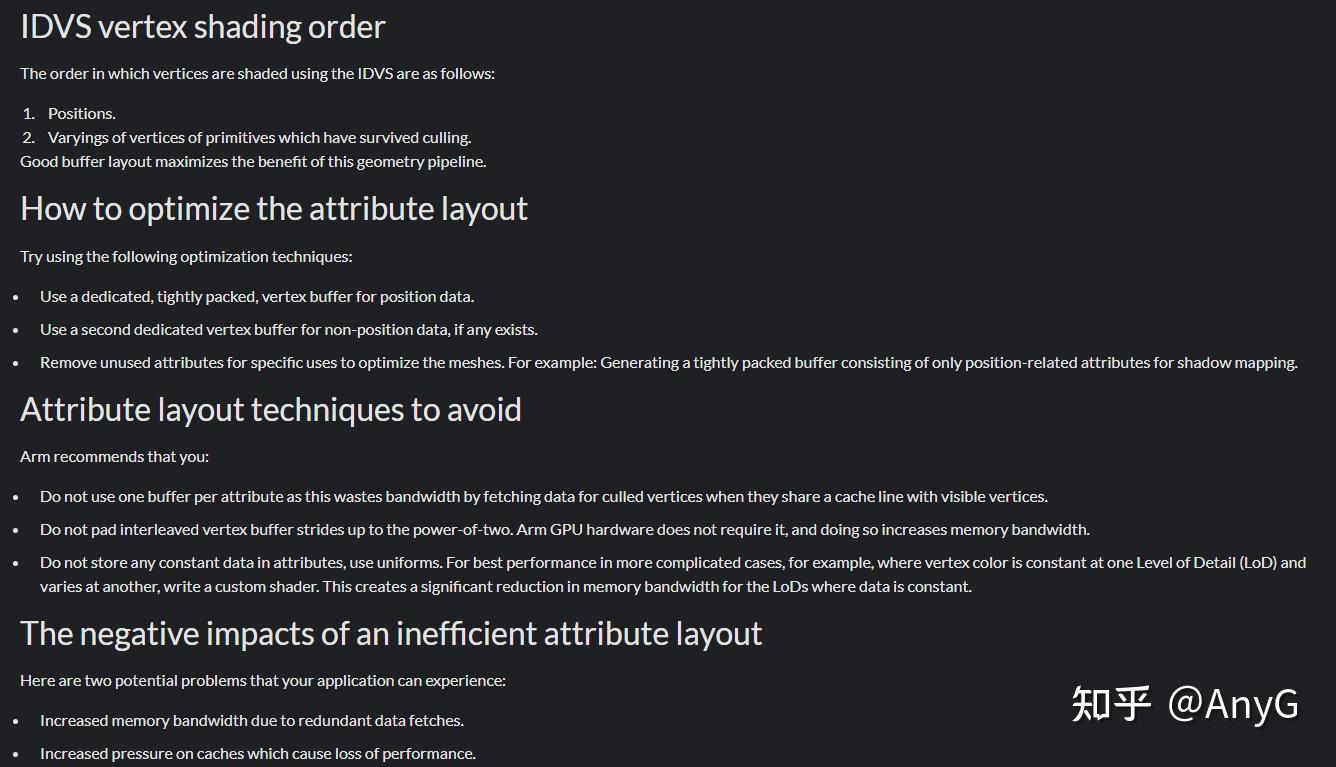 IDVS vertex shading order
The order in which vertices are shaded using the IDVS are as follows:
1. Positions.
2. Varyings of vertices of primitives which have survived culling.
Good buffer layout maximizes the benefit of this geometry pipeline.
How to optimize the attribute layout
Try using the following optimization techniques:
• Use a dedicated, tightly packed, vertex buffer for position data.
• Use a second dedicated vertex buffer for non-position data, if any exists.
• Remove unused attributes for specific uses to optimize the meshes. For example: Generating a tightly packed buffer consisting of only position-related attributes for shadow mapping.
Attribute layout techniques to avoid
Arm recommends that you:
• Do not use one buffer per attribute as this wastes bandwidth by fetching data for culled vertices when they share a cache line with visible vertices.
• Do not pad interleaved vertex buffer strides up to the power-of-two. Arm GPU hardware does not require it, and doing so increases memory bandwidth.
• Do not store any constant data in attributes, use uniforms. For best performance in more complicated cases, for example, where vertex color is constant at one Level of Detail (LoD) and
varies at another, write a custom shader. This creates a significant reduction in memory bandwidth for the LoDs where data is constant.
The negative impacts of an inefficient attribute layout
Here are two potential problems that your application can experience:
• Increased memory bandwidth due to redundant data fetches.
• Increased pressure on caches which cause loss of performance.
知乎 @AnyG